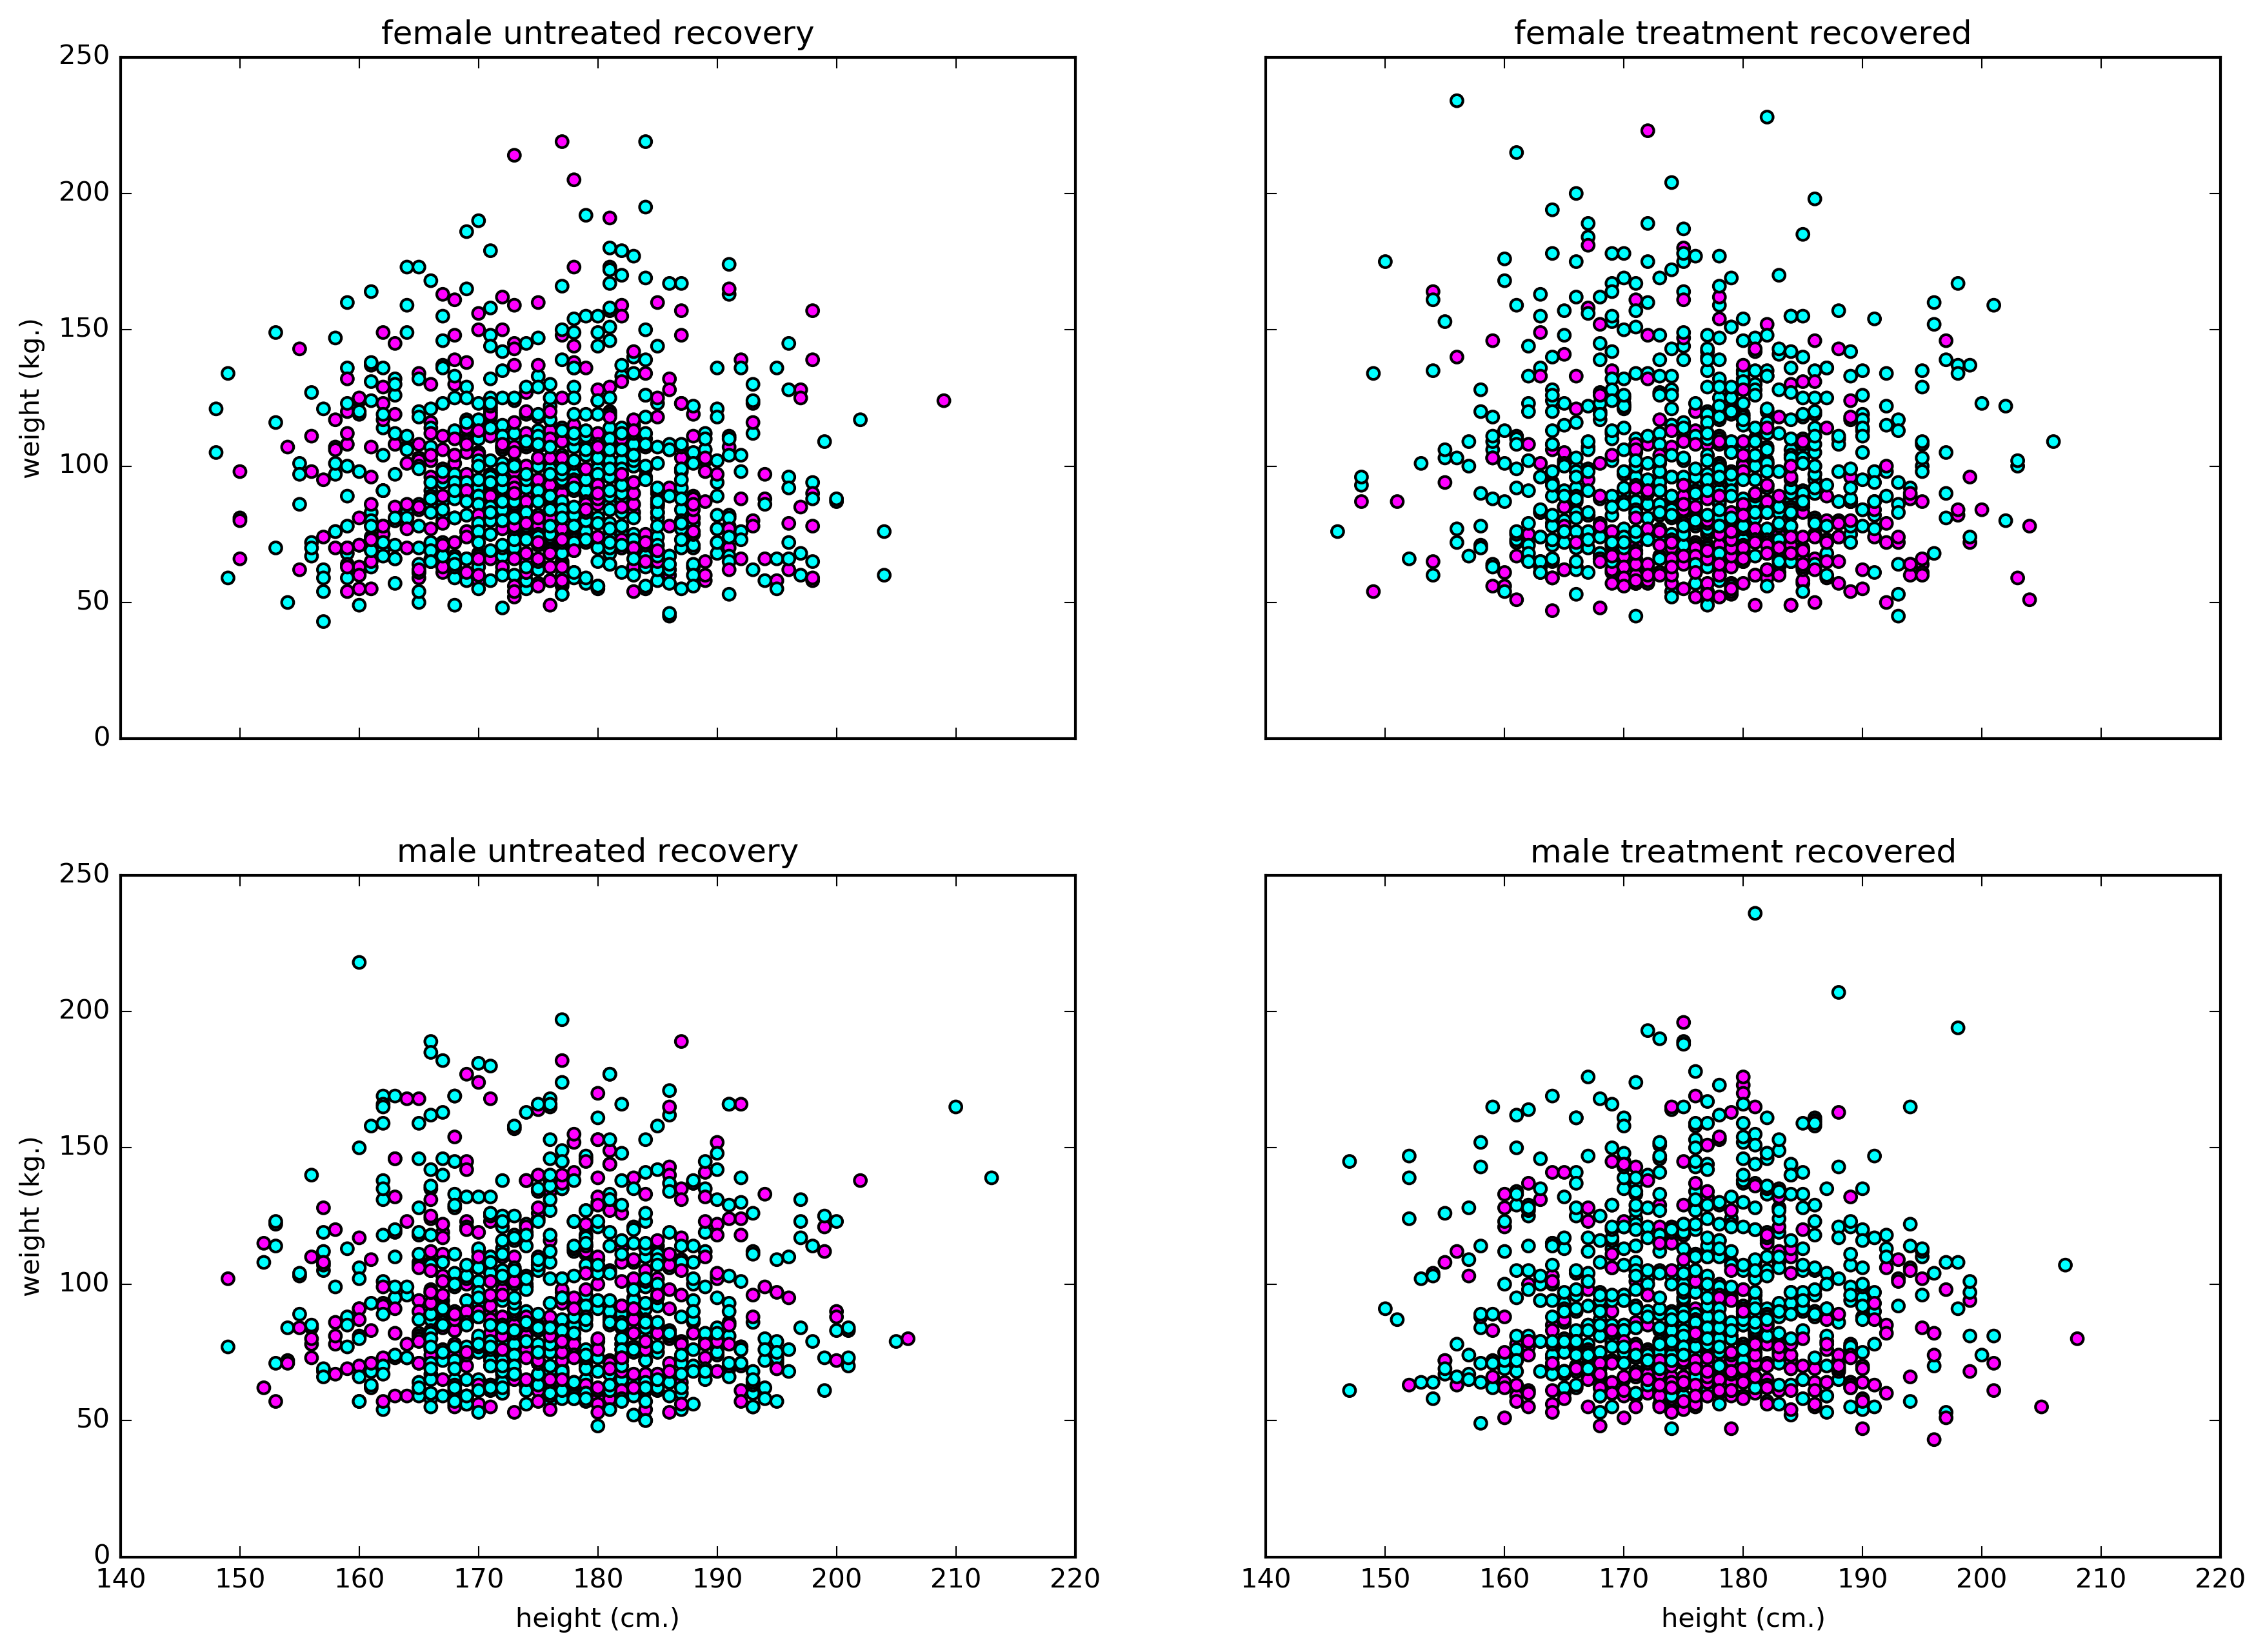 female untreated recovery
female treatment recovered
250
200
150
100
50
0
weight (kg.)
male untreated recovery
male treatment recovered
250
200
150
100
50
0
weight (kg.)
140 150 160 170 180 190 200 210 220
140 150 160 170 180 190 200 210 220
height (cm.)
height (cm.)